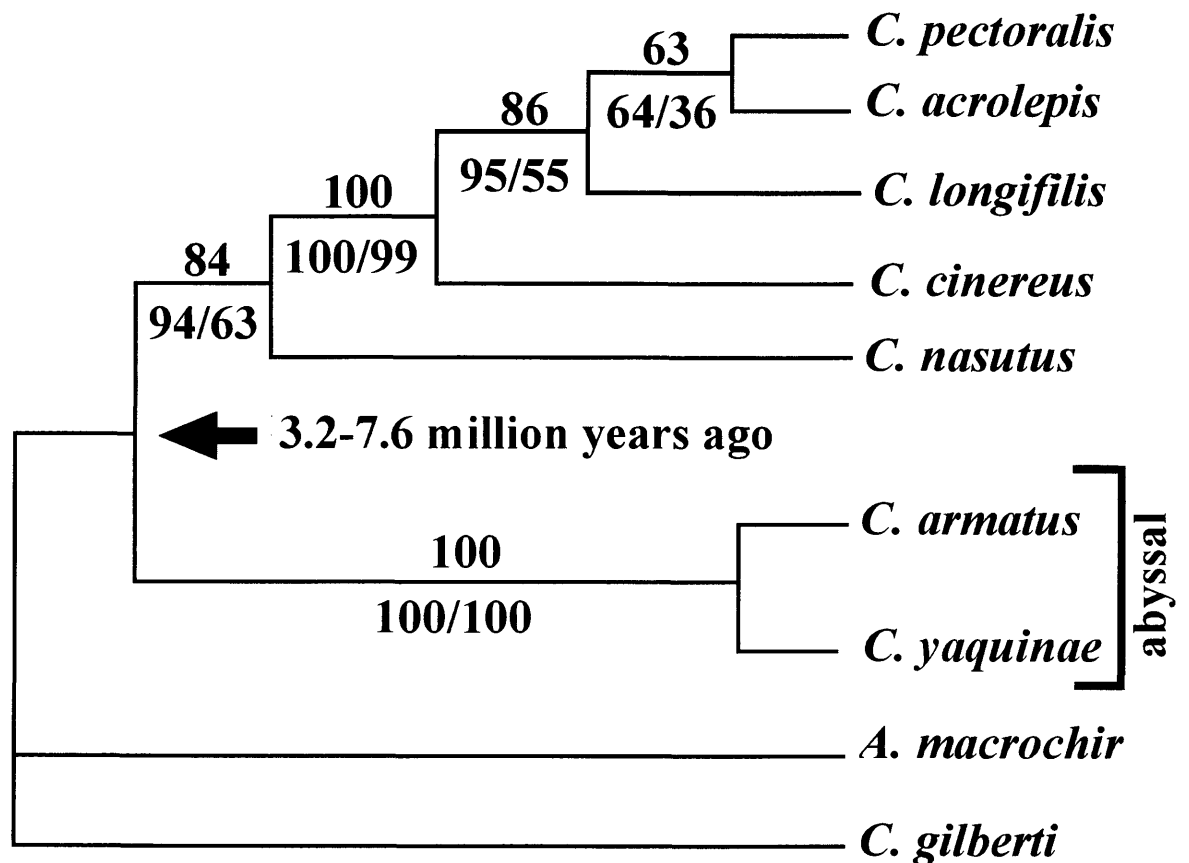 C. pectoralis
63
C. acrolepis
64/36
86
95/55
C. longifilis
100
100/99
C. cinereus
84
94/63
C. nasutus
3.2-7.6 million years ago
C. armatus
100
100/100
C. yaquinae
abyssal
A. macrochir
C. gilberti